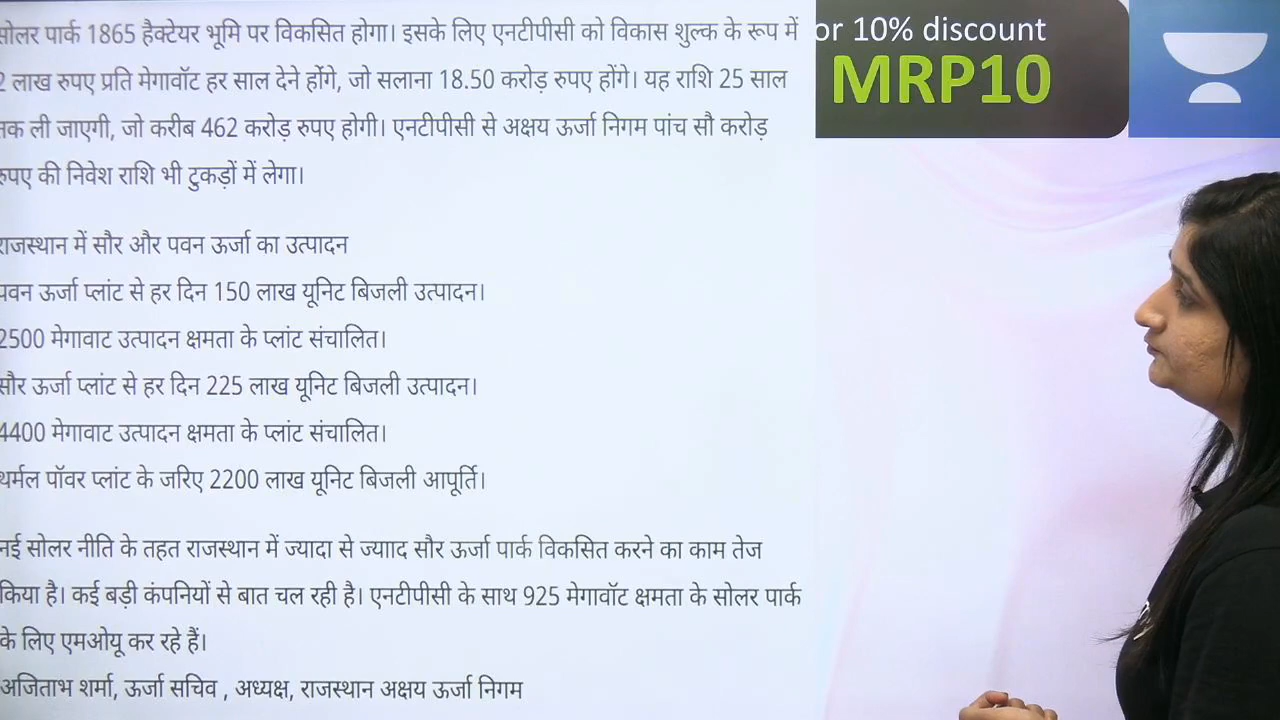 सोलर पार्क 1865 हैक्टेयर भूमि पर विकसित होगा। इसके लिए एनटीपीसी को विकास शुल्क के रूप में
2 लाख रुपए प्रति मेगावॉट हर साल देने होंगे, जो सलाना 18.50 करोड़ रुपए होंगे। यह राशि 25 साल
तक ली जाएगी, जो करीब 462 करोड़ रुपए होगी। एनटीपीसी से अक्षय ऊर्जा निगम पांच सौ करोड़
रुपए की निवेश राशि भी टुकड़ों में लेगा।
राजस्थान में सौर और पवन ऊर्जा का उत्पादन
पवन ऊर्जा प्लांट से हर दिन 150 लाख यूनिट बिजली उत्पादन।
2500 मेगावाट उत्पादन क्षमता के प्लांट संचालित।
सौर ऊर्जा प्लांट से हर दिन 225 लाख यूनिट बिजली उत्पादन।
4400 मेगावाट उत्पादन क्षमता के प्लांट संचालित।
थर्मल पॉवर प्लांट के जरिए 2200 लाख यूनिट बिजली आपूर्ति।
नई सोलर नीति के तहत राजस्थान में ज्यादा से ज्यााद सौर ऊर्जा पार्क विकसित करने का काम तेज
किया है। कई बड़ी कंपनियों से बात चल रही है। एनटीपीसी के साथ 925 मेगावॉट क्षमता के सोलर पार्क
के लिए एमओयू कर रहे हैं।
अजिताभ शर्मा, ऊर्जा सचिव , अध्यक्ष, राजस्थान अक्षय ऊर्जा निगम
or 10% discount
MRP10